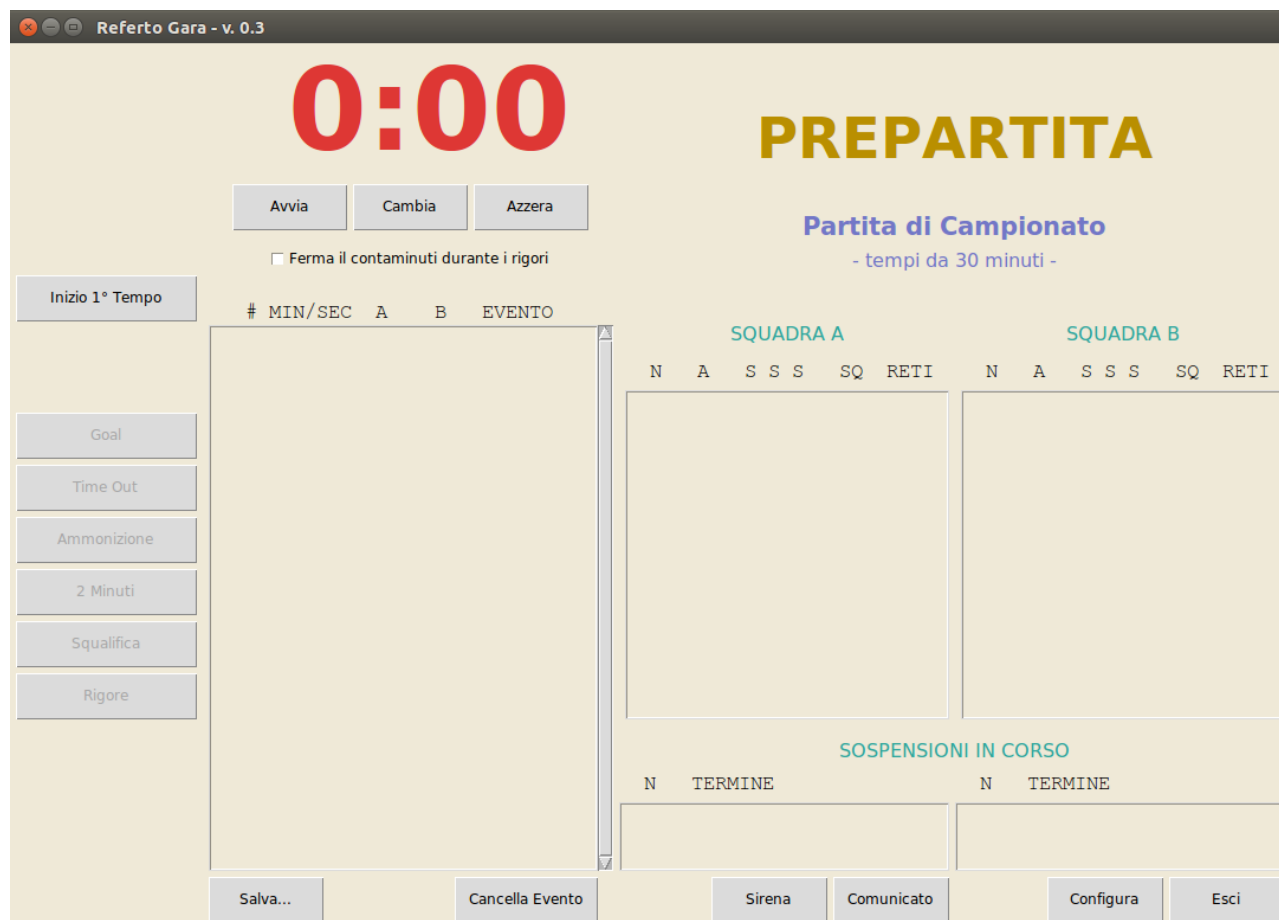 Referto Gara - v. 0.3
0:00
PREPARTITA
Avvia Cambia Azzera
Partita di Campionato
Ferma il contaminuti durante i rigori
- tempi da 30 minuti -
Inizio 1° Tempo
# MIN/SEC A B EVENTO
SQUADRA A SQUADRA B
N A S S S SQ RETI N A S S S SQ RETI
Goal
Time Out
Ammonizione
2 Minuti
Squalifica
Rigore
SOSPENSIONI IN CORSO
N TERMINE N TERMINE
Salva... Cancella Evento Sirena Comunicato Configura Esci